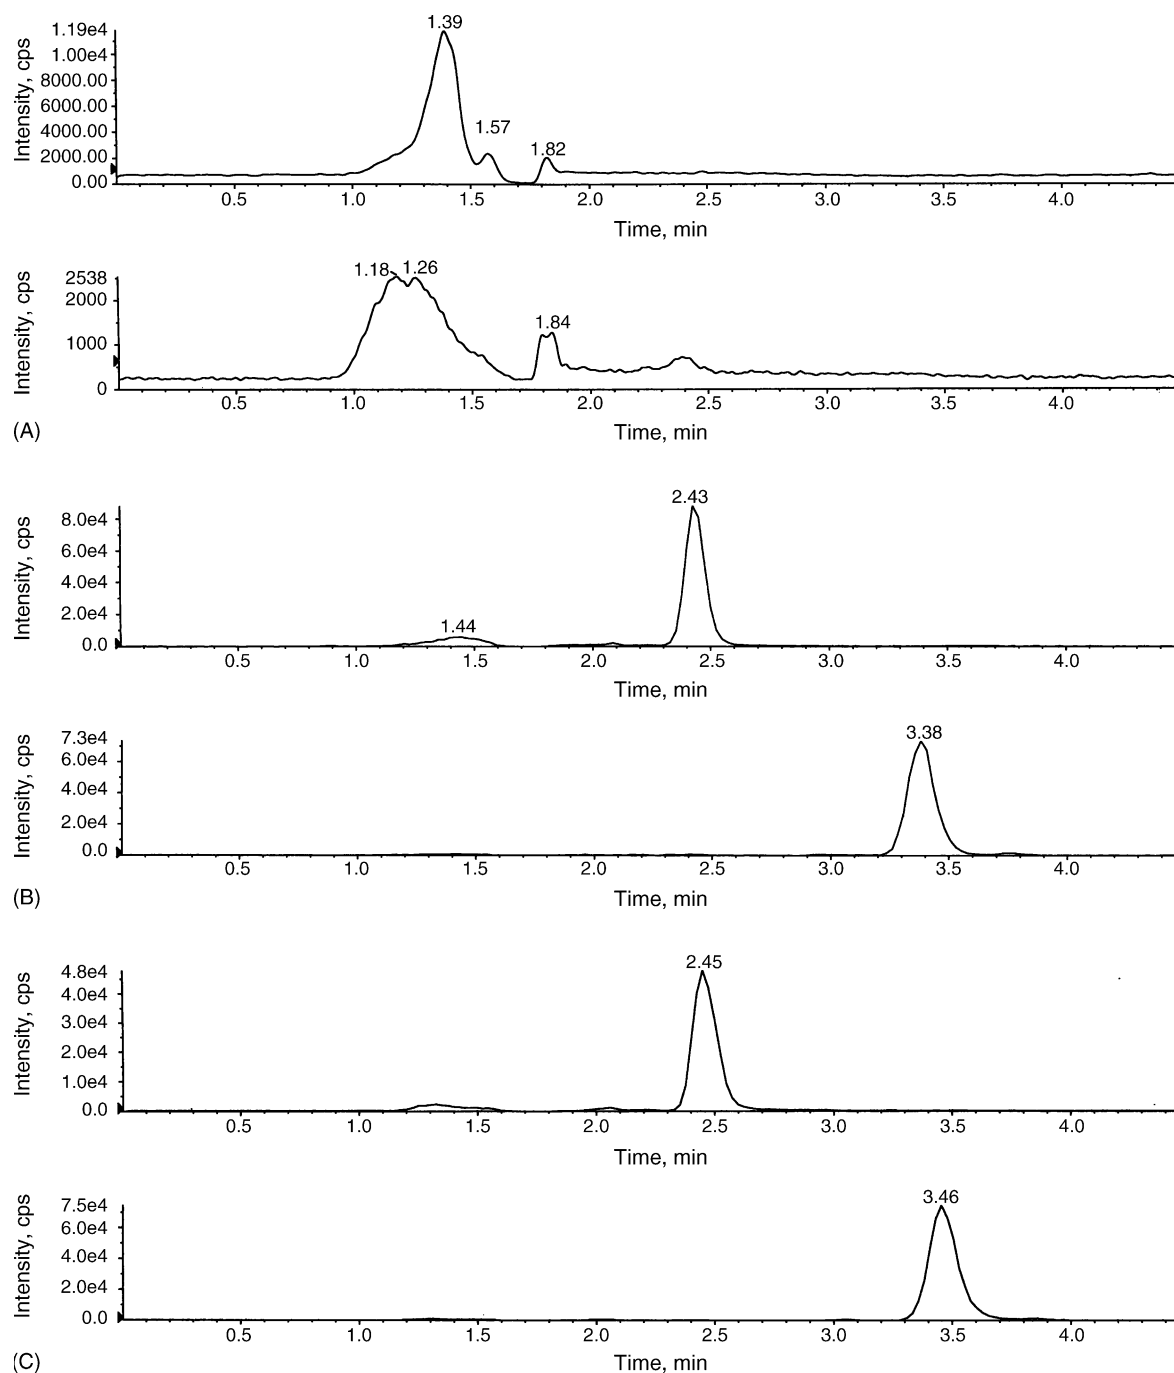 1.39
1.19e4
1.00e4
8000.00
6000.00
4000.00
2000.00
0.00
Intensity, cps
1.57
1.82
0.5 1.0 1.5 2.0 2.5 3.0 3.5 4.0
Time, min
1.18 1.26
2538
2000
1000
0
Intensity, cps
1.84
0.5 1.0 1.5 2.0 2.5 3.0 3.5 4.0
(A)
Time, min
2.43
8.0e4
6.0e4
4.0e4
2.0e4
0.0
Intensity, cps
1.44
0.5 1.0 1.5 2.0 2.5 3.0 3.5 4.0
Time, min
3.38
7.3e4
6.0e4
4.0e4
2.0e4
0.0
Intensity, cps
0.5 1.0 1.5 2.0 2.5 3.0 3.5 4.0
(B)
Time, min
2.45
4.8e4
4.0e4
3.0e4
2.0e4
1.0e4
0.0
Intensity, cps
0.5 1.0 1.5 2.0 2.5 3.0 3.5 4.0
Time, min
3.46
7.5e4
6.0e4
4.0e4
2.0e4
0.0
Intensity, cps
0.5 1.0 1.5 2.0 2.5 3.0 3.5 4.0
(C)
Time, min